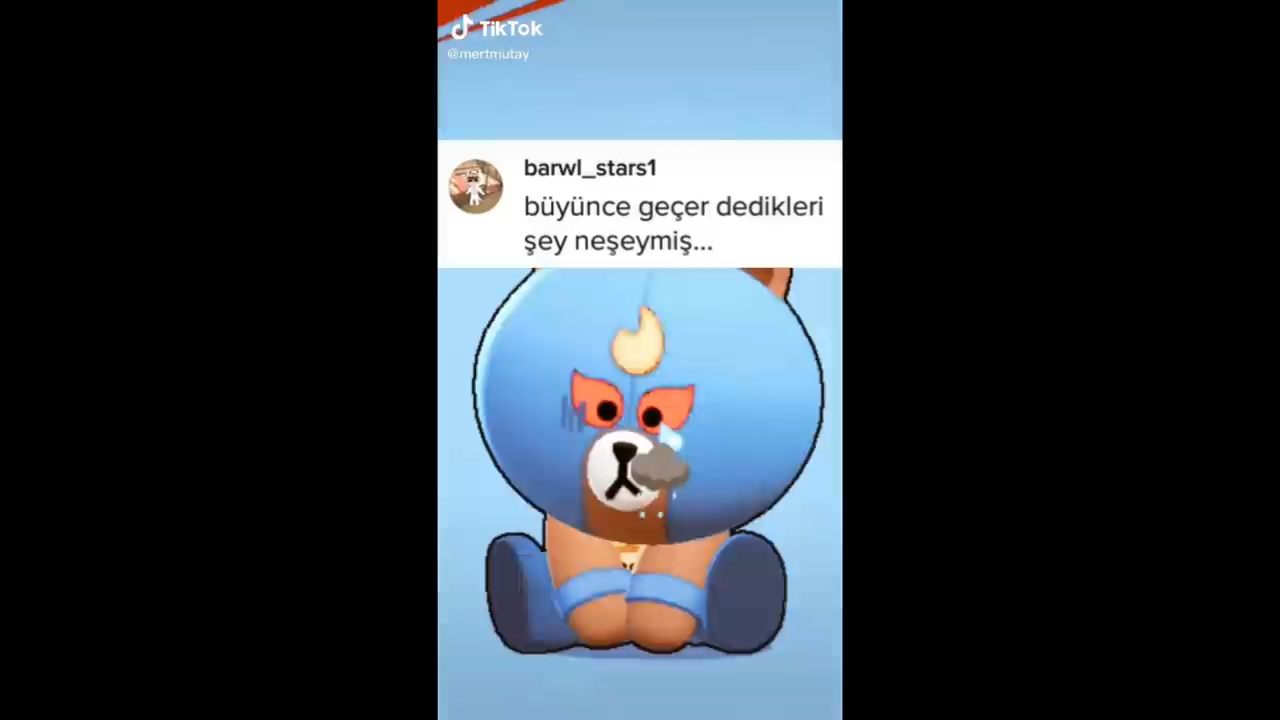 TikTok
@mertmutay
barwl_stars1
büyünce geçer dedikleri
şey neşeymiş...